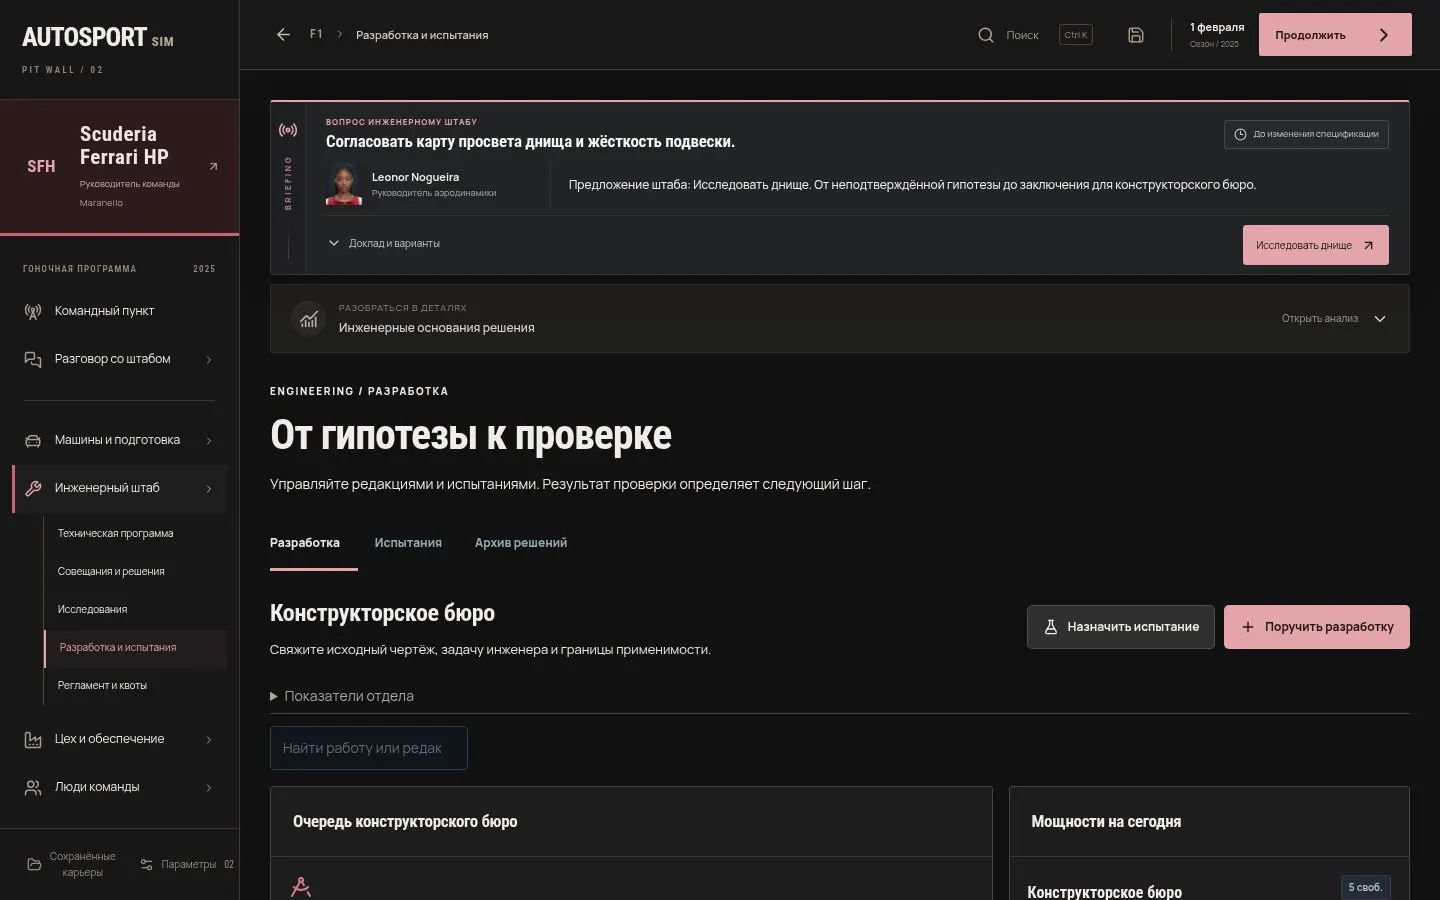 AUTOSPORT SIM
PIT WALL / 02
SFH
Scuderia
Ferrari HP
Руководитель команды
Maranello
ГОНОЧНАЯ ПРОГРАММА 2025
Командный пункт
Разговор со штабом
Машины и подготовка
Инженерный штаб
Техническая программа
Совещания и решения
Исследования
Разработка и испытания
Регламент и квоты
Цех и обеспечение
Люди команды
Сохранённые
карьеры
Параметры 02
F1 Разработка и испытания
Поиск Ctrl K
1 февраля
Сезон / 2025
Продолжить
BRIEFING
ВОПРОС ИНЖЕНЕРНОМУ ШТАБУ
Согласовать карту просвета днища и жёсткость подвески.
До изменения спецификации
Leonor Nogueira
Руководитель аэродинамики
Предложение штаба: Исследовать днище. От неподтверждённой гипотезы до заключения для конструкторского бюро.
Доклад и варианты
Исследовать днище
РАЗОБРАТЬСЯ В ДЕТАЛЯХ
Инженерные основания решения
Открыть анализ
ENGINEERING / РАЗРАБОТКА
От гипотезы к проверке
Управляйте редакциями и испытаниями. Результат проверки определяет следующий шаг.
Разработка Испытания Архив решений
Конструкторское бюро
Свяжите исходный чертёж, задачу инженера и границы применимости.
Назначить испытание
Поручить разработку
Показатели отдела
Найти работу или редак
Очередь конструкторского бюро
Мощности на сегодня
Конструкторское бюро
5 своб.